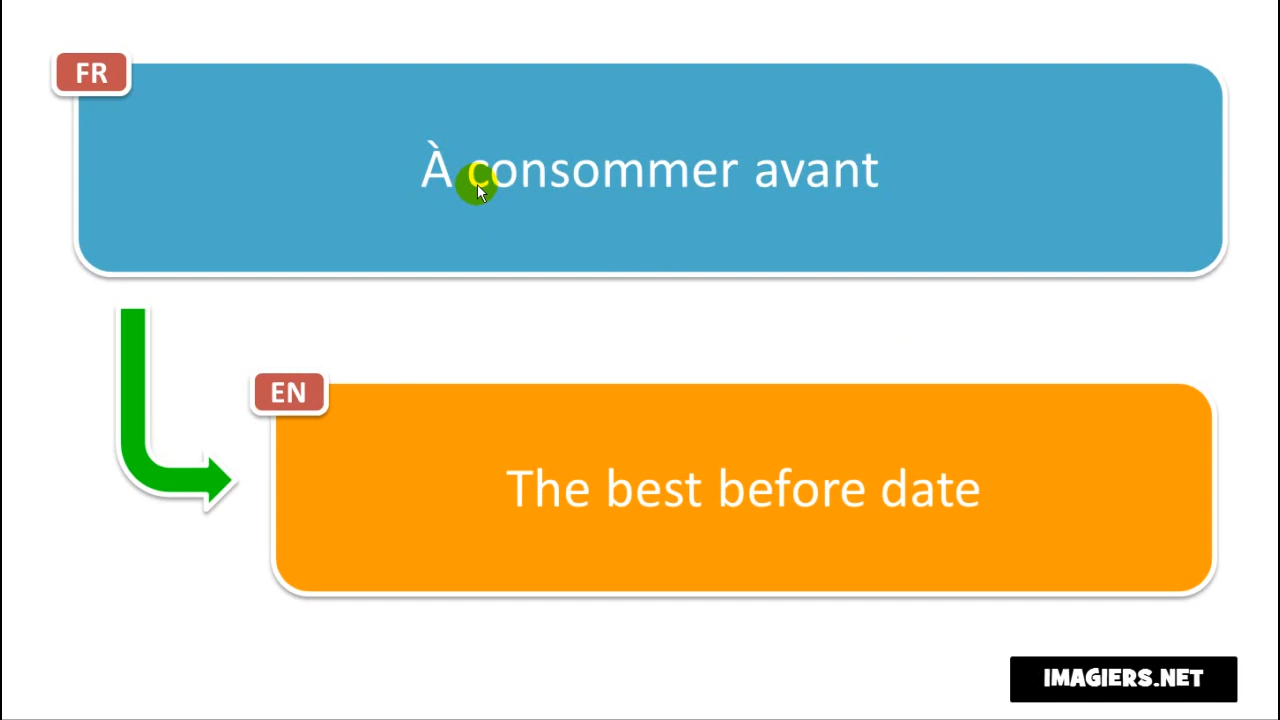 FR
À consommer avant
EN
The best before date
IMAGIERS.NET